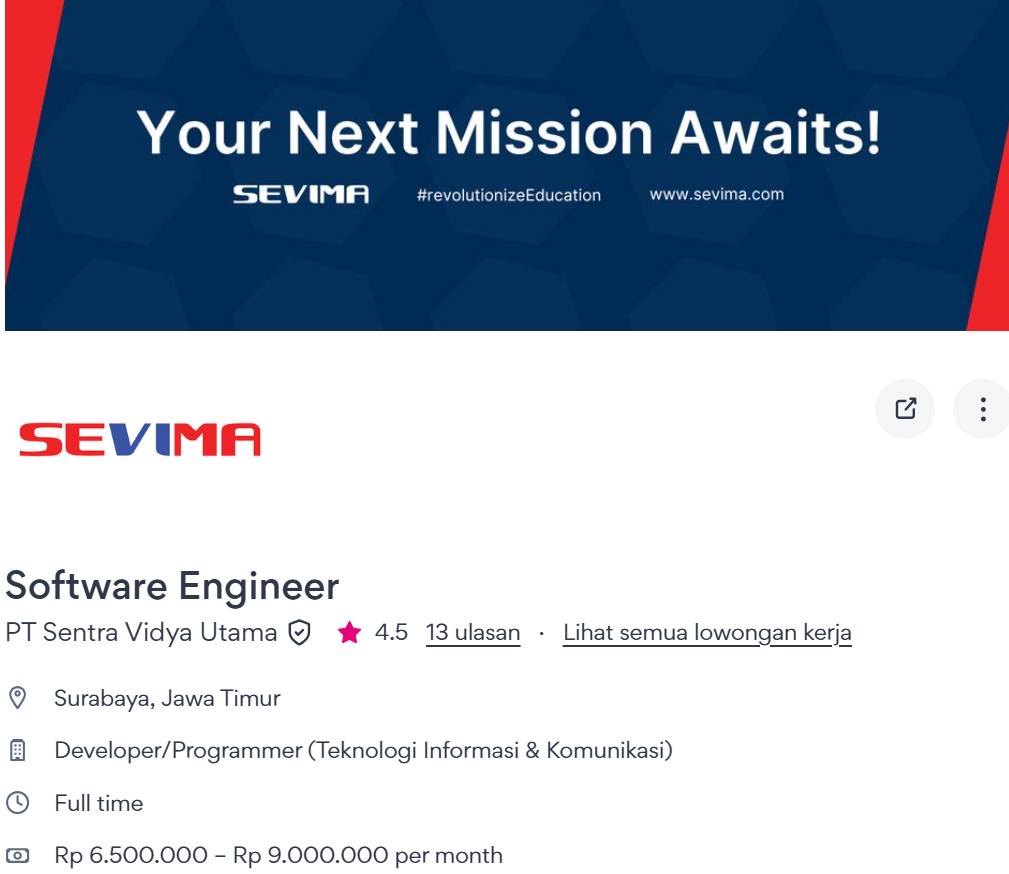 Your Next Mission Awaits!
SEVIMA #revolutionizeEducation www.sevima.com
SEVIMA
Software Engineer
PT Sentra Vidya Utama 4.5 13 ulasan · Lihat semua lowongan kerja
Surabaya, Jawa Timur
Developer/Programmer (Teknologi Informasi & Komunikasi)
Full time
Rp 6.500.000 – Rp 9.000.000 per month